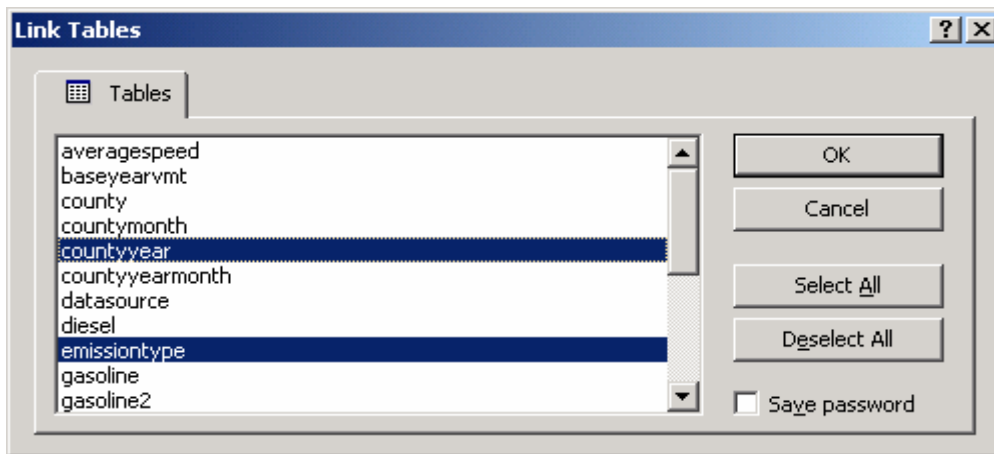 Link Tables
Tables
averagespeed
baseyearvmt
county
countymonth
countyyear
countyyearmonth
datasource
diesel
emissiontype
gasoline
gasoline2
OK
Cancel
Select All
Deselect All
Save password